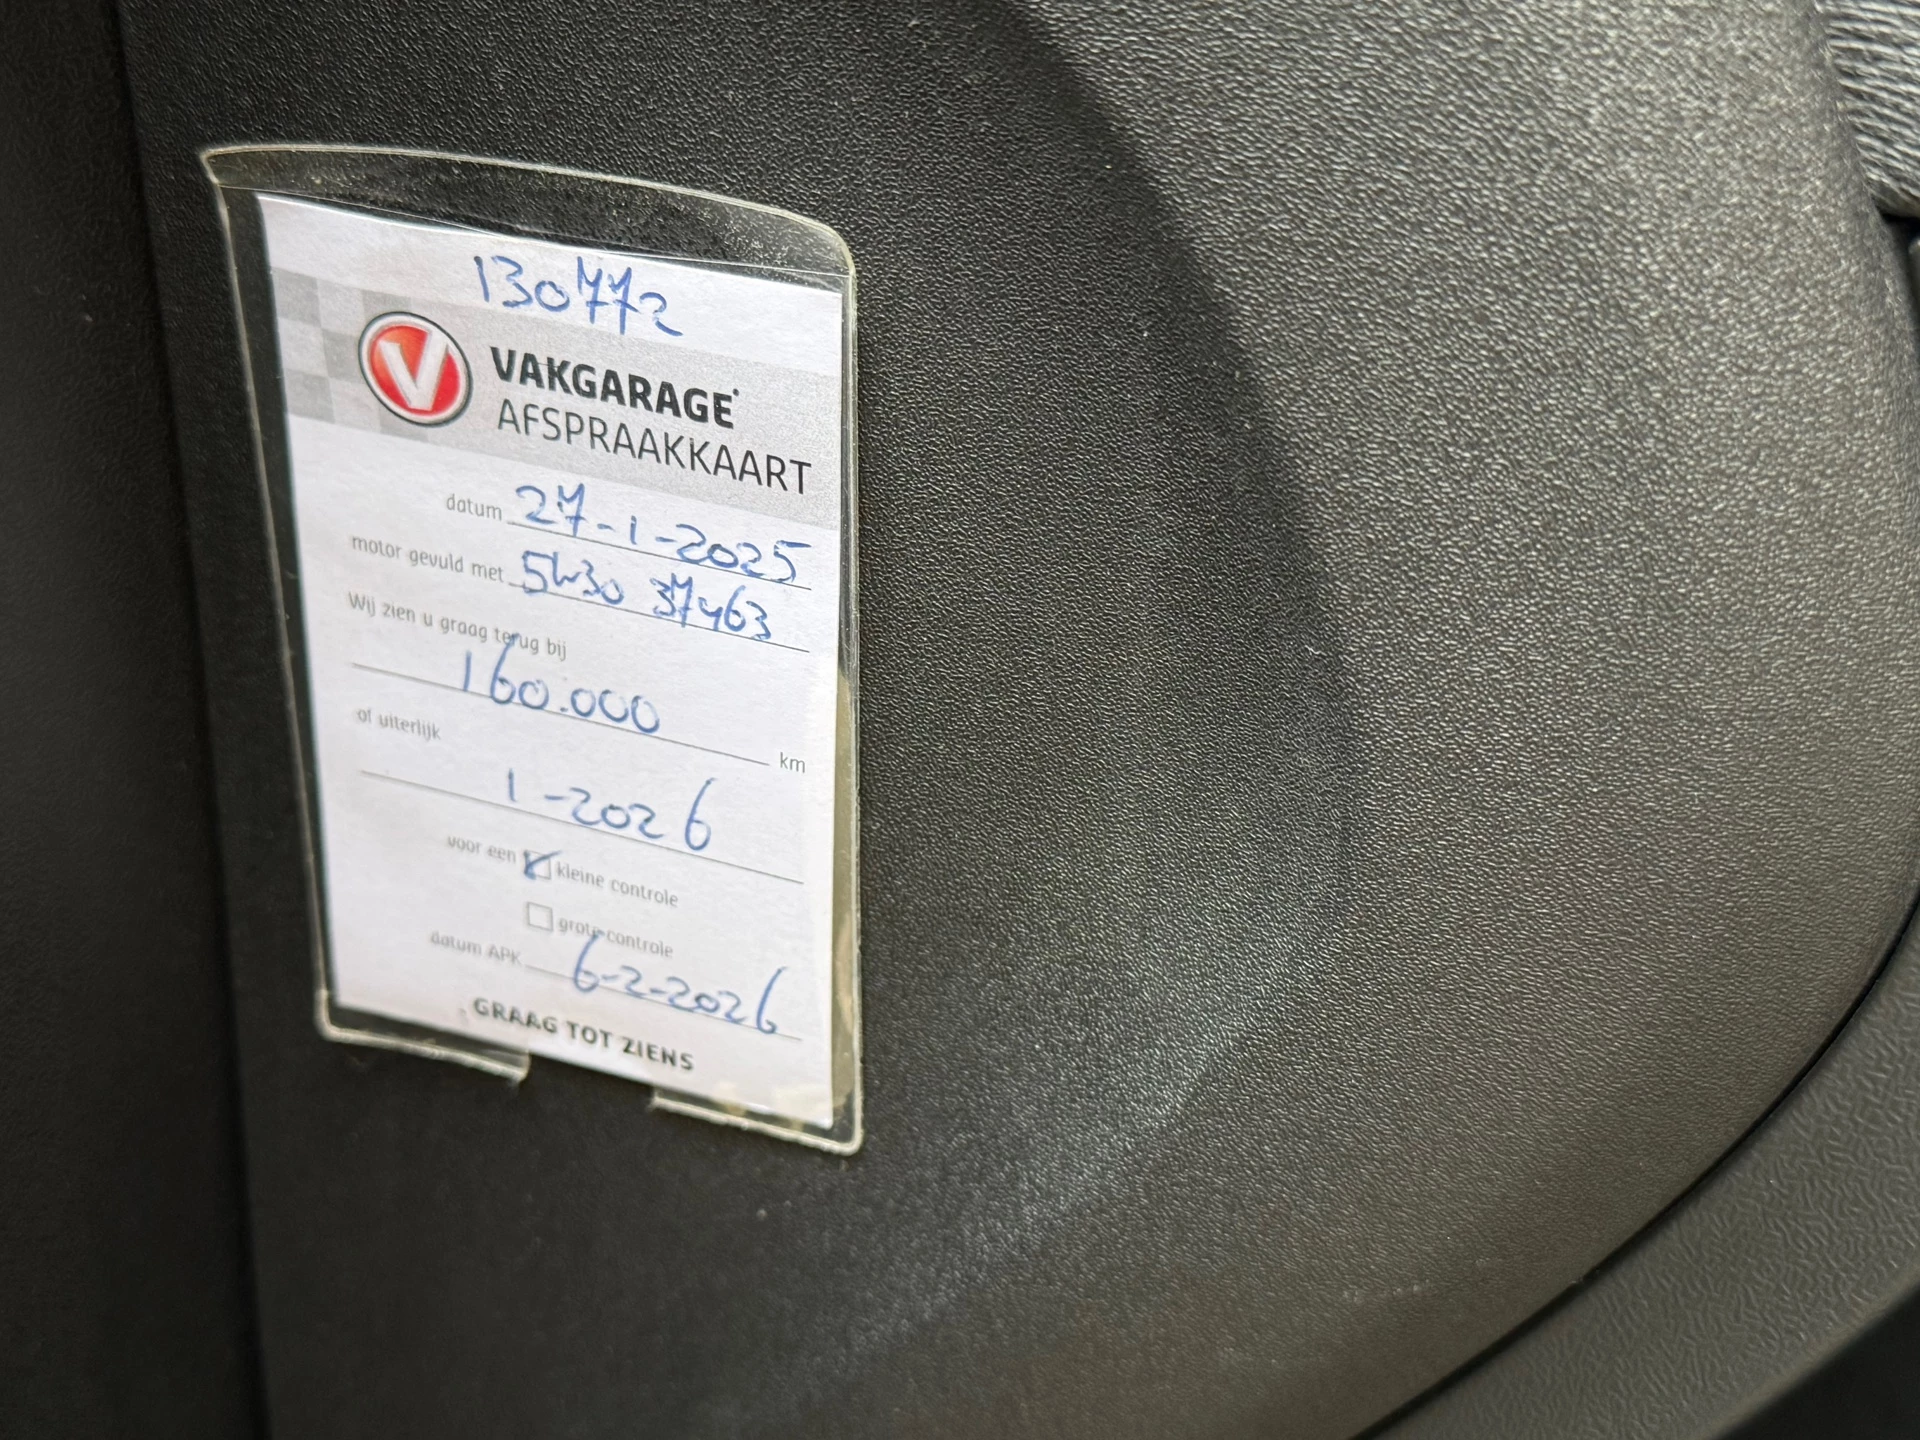 130772
V VAKGARAGE
AFSPRAAKKAART
datum 27-1-2025
motor gevuld met 5W30 37463
Wij zien u graag terug bij
160.000 km
of uiterlijk
1-2026
voor een kleine controle
grote controle
datum APK 6-2-2026
GRAAG TOT ZIENS